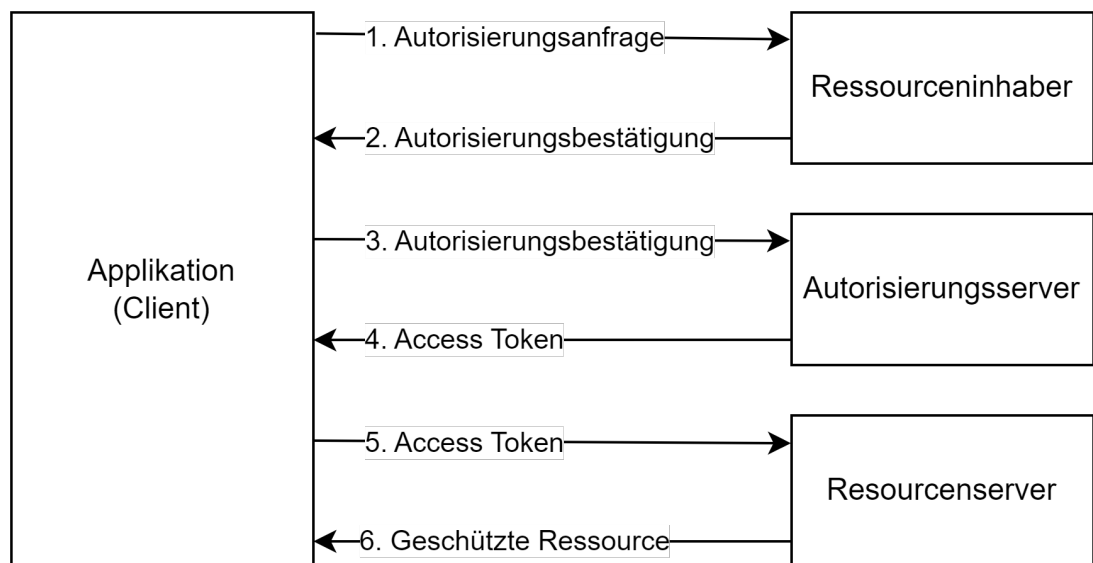 1. Autorisierungsanfrage
Ressourceninhaber
2. Autorisierungsbestätigung
3. Autorisierungsbestätigung
Applikation
(Client)
Autorisierungsserver
4. Access Token
5. Access Token
Resourcenserver
6. Geschützte Ressource